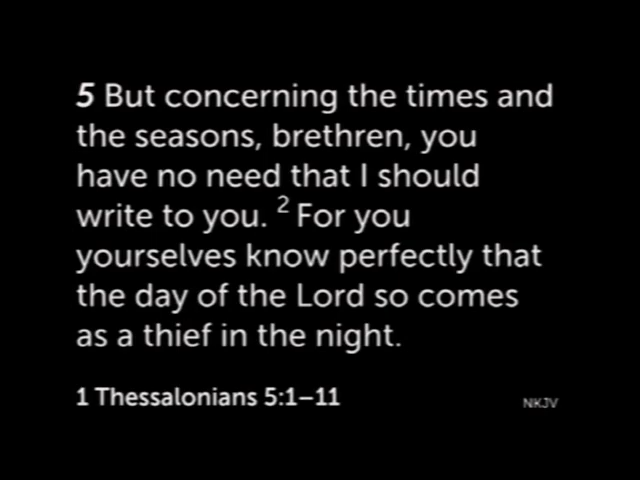 5 But concerning the times and
the seasons, brethren, you
have no need that I should
write to you. 2 For you
yourselves know perfectly that
the day of the Lord so comes
as a thief in the night.
1 Thessalonians 5:1–11
NKJV